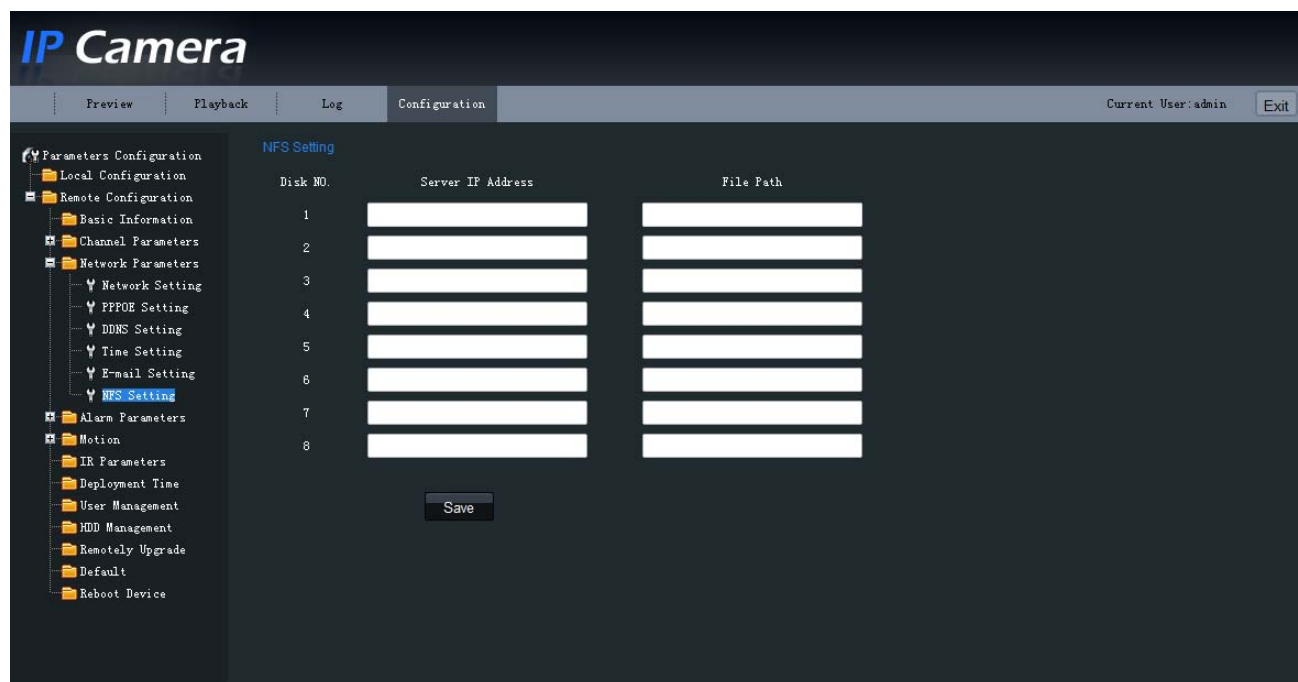 IP Camera
Preview Playback Log Configuration Current User:admin Exit
Parameters Configuration
Local Configuration
Remote Configuration
Basic Information
Channel Parameters
Network Parameters
Network Setting
PPPOE Setting
DDNS Setting
Time Setting
E-mail Setting
NFS Setting
Alarm Parameters
Motion
IR Parameters
Deployment Time
User Management
HDD Management
Remotely Upgrade
Default
Reboot Device
NFS Setting
Disk NO. Server IP Address File Path
1
2
3
4
5
6
7
8
Save